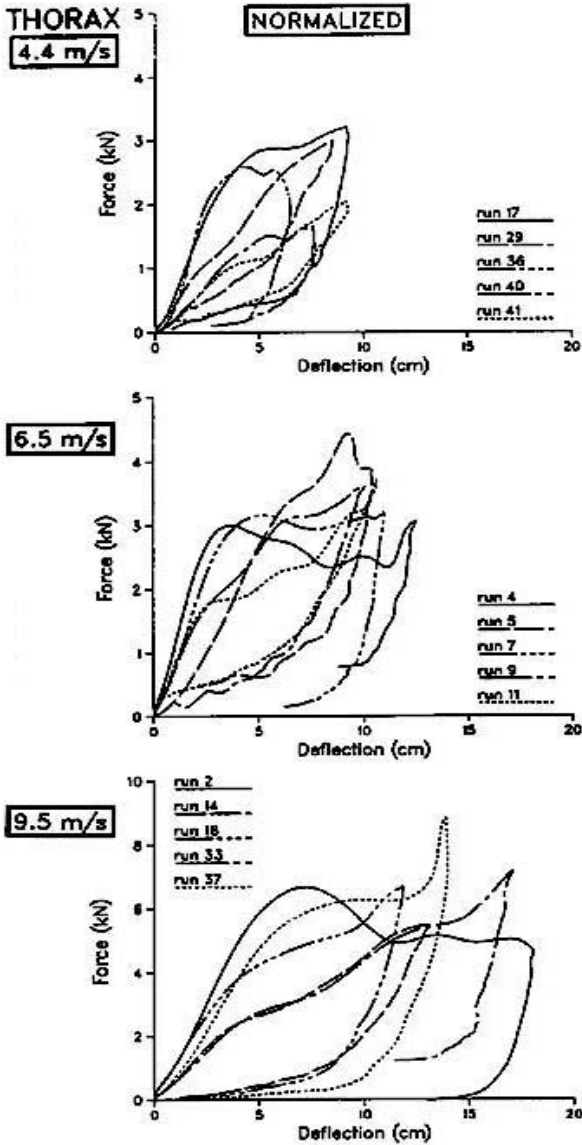 THORAX
NORMALIZED
4.4 m/s
5
4
3
2
1
0
Force (kN)
run 17
run 29
run 36
run 40
run 41
0 5 10 15 20
Deflection (cm)
6.5 m/s
5
4
3
2
1
0
Force (kN)
run 4
run 5
run 7
run 9
run 11
0 5 10 15 20
Deflection (cm)
9.5 m/s
10
8
6
4
2
0
Force (kN)
run 2
run 14
run 18
run 33
run 37
0 5 10 15 20
Deflection (cm)